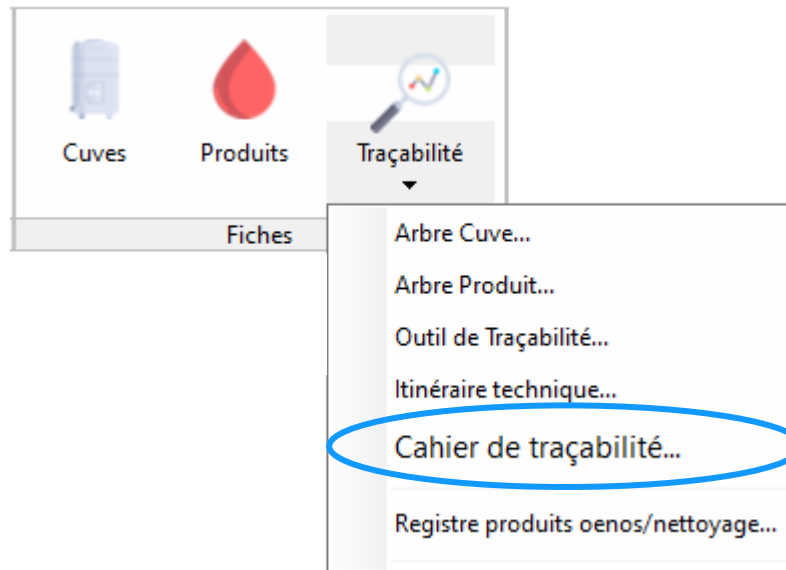 Cuves Produits Traçabilité
Fiches
Arbre Cuve...
Arbre Produit...
Outil de Traçabilité...
Itinéraire technique...
Cahier de traçabilité...
Registre produits oenos/nettoyage...